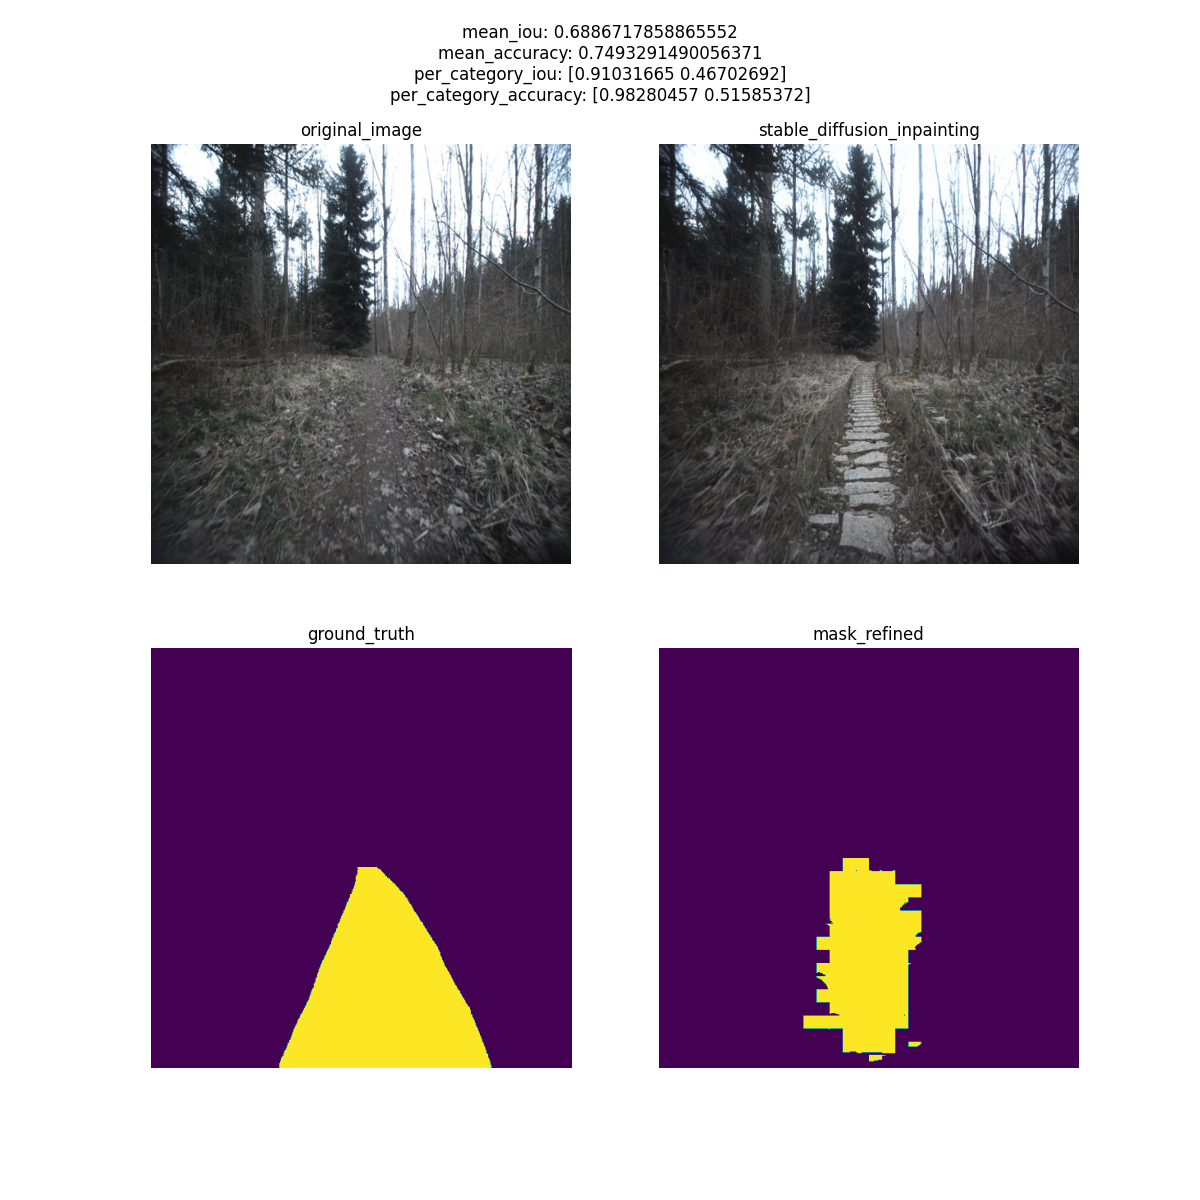 mean_iou: 0.6886717858865552
mean_accuracy: 0.7493291490056371
per_category_iou: [0.91031665 0.46702692]
per_category_accuracy: [0.98280457 0.51585372]
original_image
stable_diffusion_inpainting
ground_truth
mask_refined